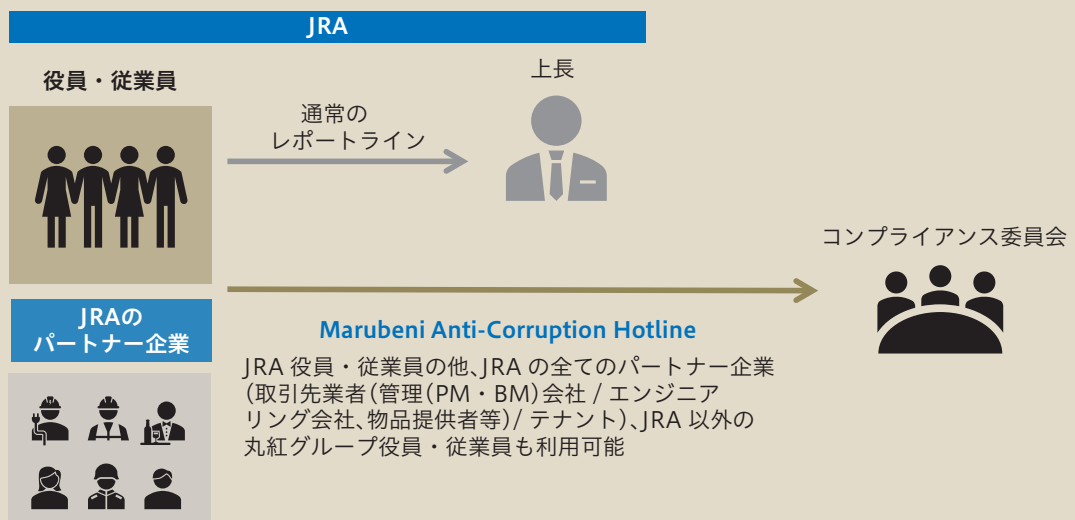 JRA
役員・従業員
上長
通常の
レポートライン
コンプライアンス委員会
JRAの
パートナー企業
Marubeni Anti-Corruption Hotline
JRA 役員・従業員の他、JRA の全てのパートナー企業
(取引先業者(管理(PM・BM)会社 / エンジニア
リング会社、物品提供者等)/ テナント)、JRA 以外の
丸紅グループ役員・従業員も利用可能